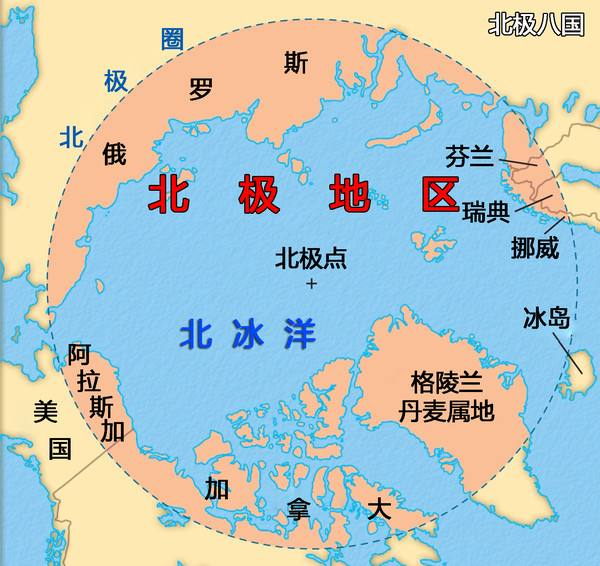 北极八国
北极圈
俄罗斯
芬兰
北极地区
瑞典
挪威
北极点
冰岛
北冰洋
阿拉斯加
格陵兰
丹麦属地
美国
加拿大